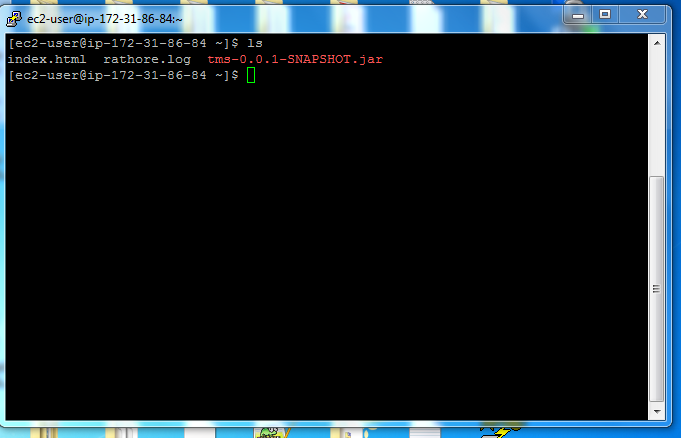 ec2-user@ip-172-31-86-84:~
[ec2-user@ip-172-31-86-84 ~]$ ls
index.html  rathore.log  tms-0.0.1-SNAPSHOT.jar
[ec2-user@ip-172-31-86-84 ~]$